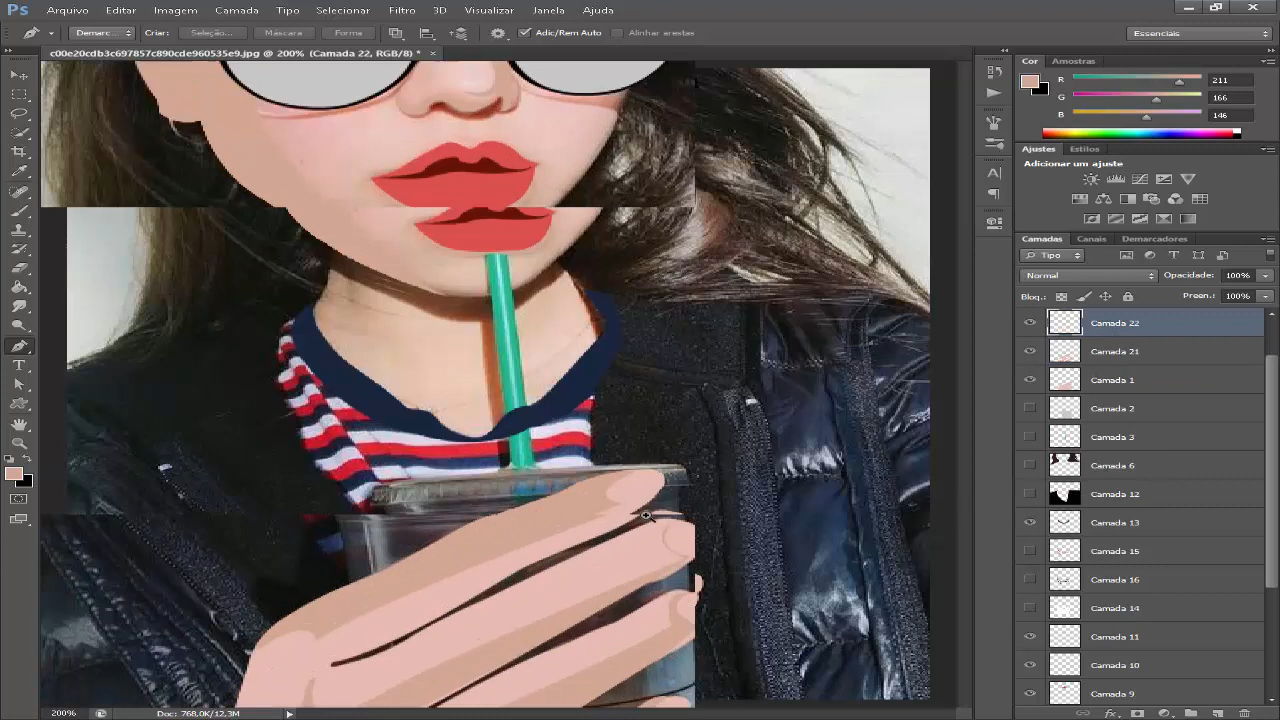 Ps Arquivo Editar Imagem Camada Tipo Selecionar Filtro 3D Visualizar Janela Ajuda
Demarc... Criar: Seleção... Máscara Forma Adic/Rem Auto Alinhar arestas Essenciais
c00e20cdb3c697857c890cde960535e9.jpg @ 200% (Camada 22, RGB/8) * ×
Cor Amostras
R 211
G 166
B 146
Ajustes Estilos
Adicionar um ajuste
Camadas Canais Demarcadores
Tipo
Normal Opacidade: 100%
Bloq.: Preen.: 100%
Camada 22
Camada 21
Camada 1
Camada 2
Camada 3
Camada 6
Camada 12
Camada 13
Camada 15
Camada 16
Camada 14
Camada 11
Camada 10
Camada 9
200% Doc: 768,0K/12,3M